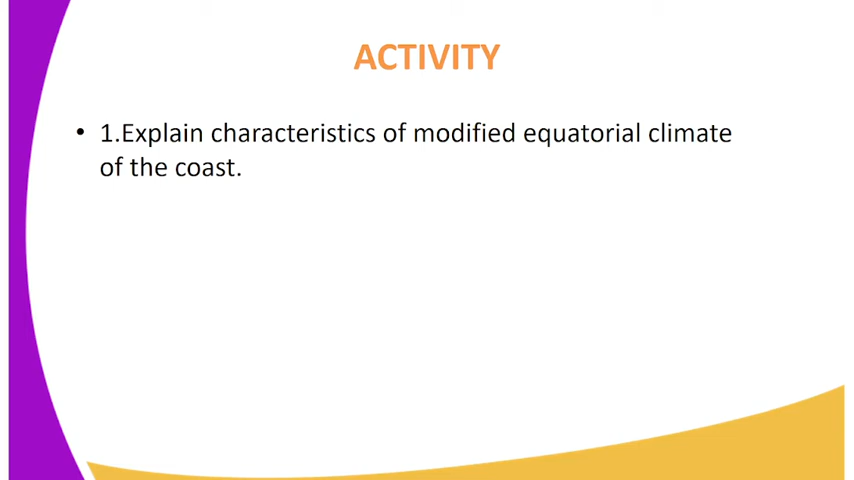 ACTIVITY
• 1.Explain characteristics of modified equatorial climate
of the coast.